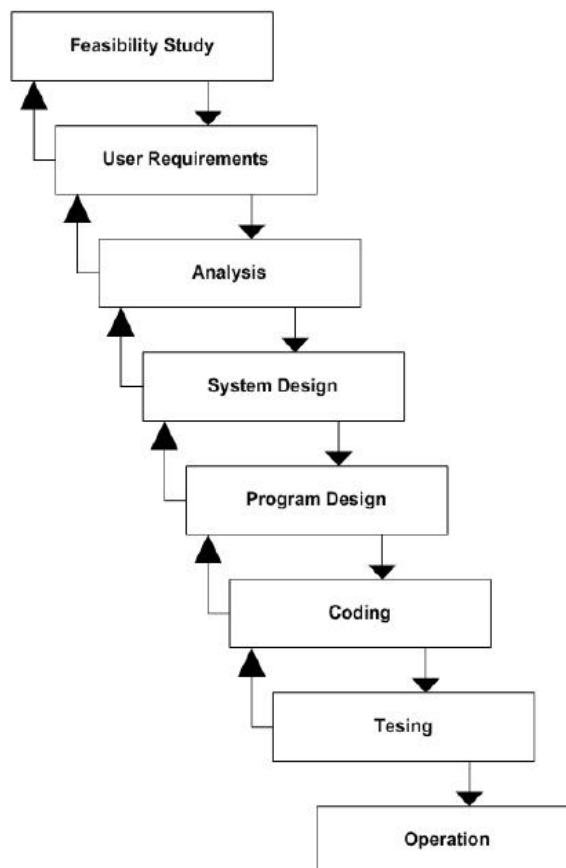 Feasibility Study
User Requirements
Analysis
System Design
Program Design
Coding
Tesing
Operation